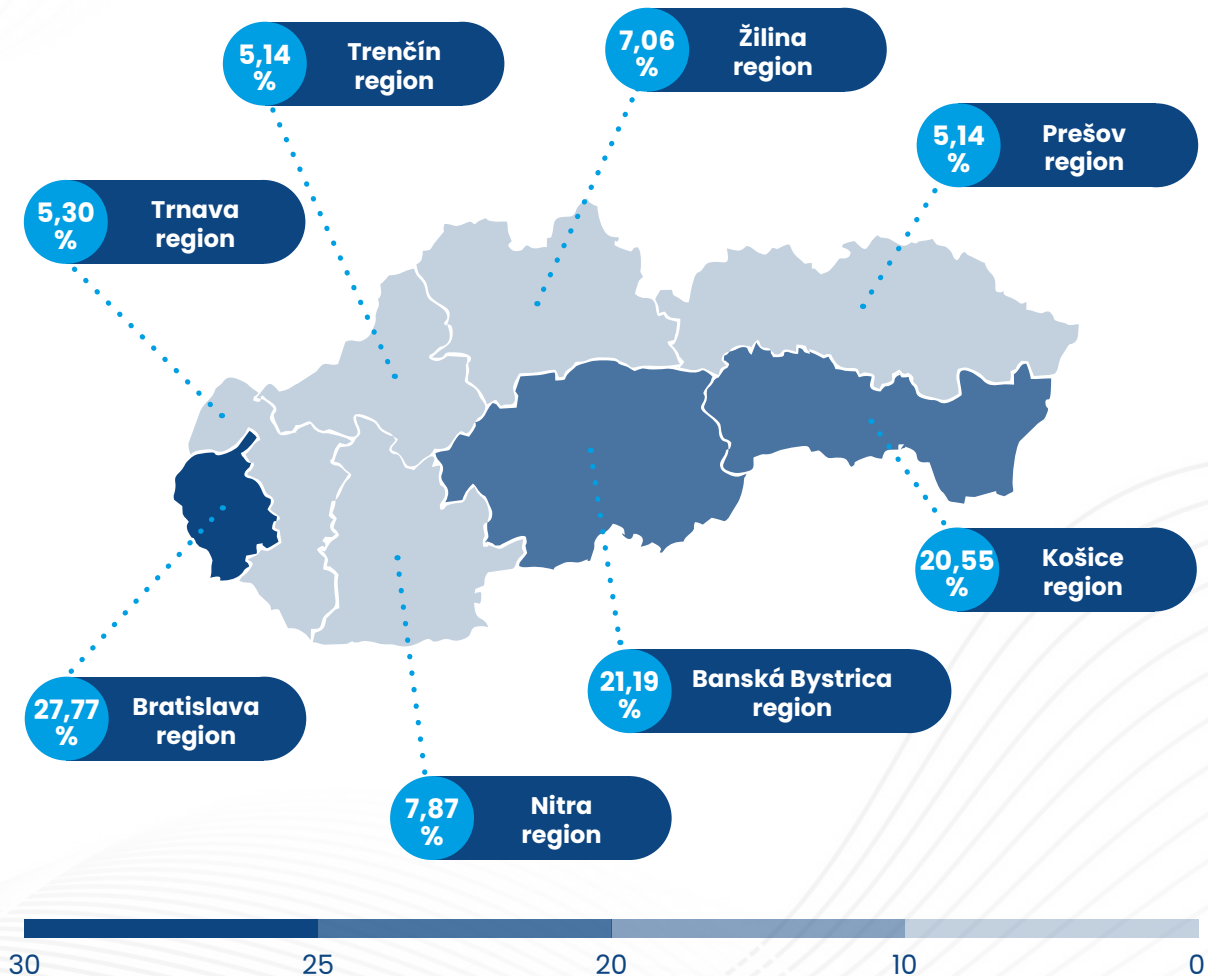 5,14
%
Trenčín
region
7,06
%
Žilina
region
5,14
%
Prešov
region
5,30
%
Trnava
region
20,55
%
Košice
region
27,77
%
Bratislava
region
21,19
%
Banská Bystrica
region
7,87
%
Nitra
region
30 25 20 10 0